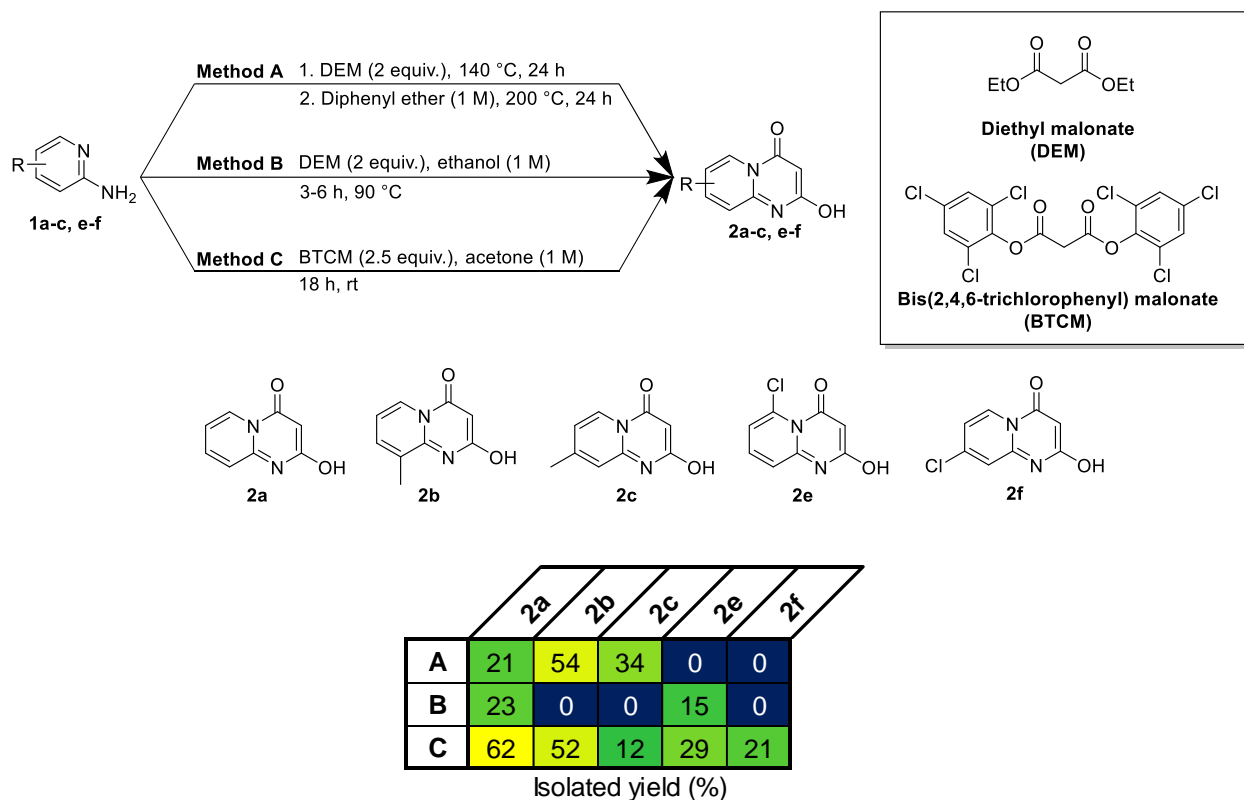 Method A 1. DEM (2 equiv.), 140 °C, 24 h
2. Diphenyl ether (1 M), 200 °C, 24 h
R N NH2
1a-c, e-f
Method B DEM (2 equiv.), ethanol (1 M)
3-6 h, 90 °C
Method C BTCM (2.5 equiv.), acetone (1 M)
18 h, rt
O
R N N OH
2a-c, e-f
O O
EtO OEt
Diethyl malonate
(DEM)
Cl Cl O O Cl Cl
O O
Cl Cl
Bis(2,4,6-trichlorophenyl) malonate
(BTCM)
O
N
N OH
2a
O
N
N OH
2b
O
N
N OH
2c
Cl O
N
N OH
2e
O
N
Cl N OH
2f
2a 2b 2c 2e 2f
A 21 54 34 0 0
B 23 0 0 15 0
C 62 52 12 29 21
Isolated yield (%)